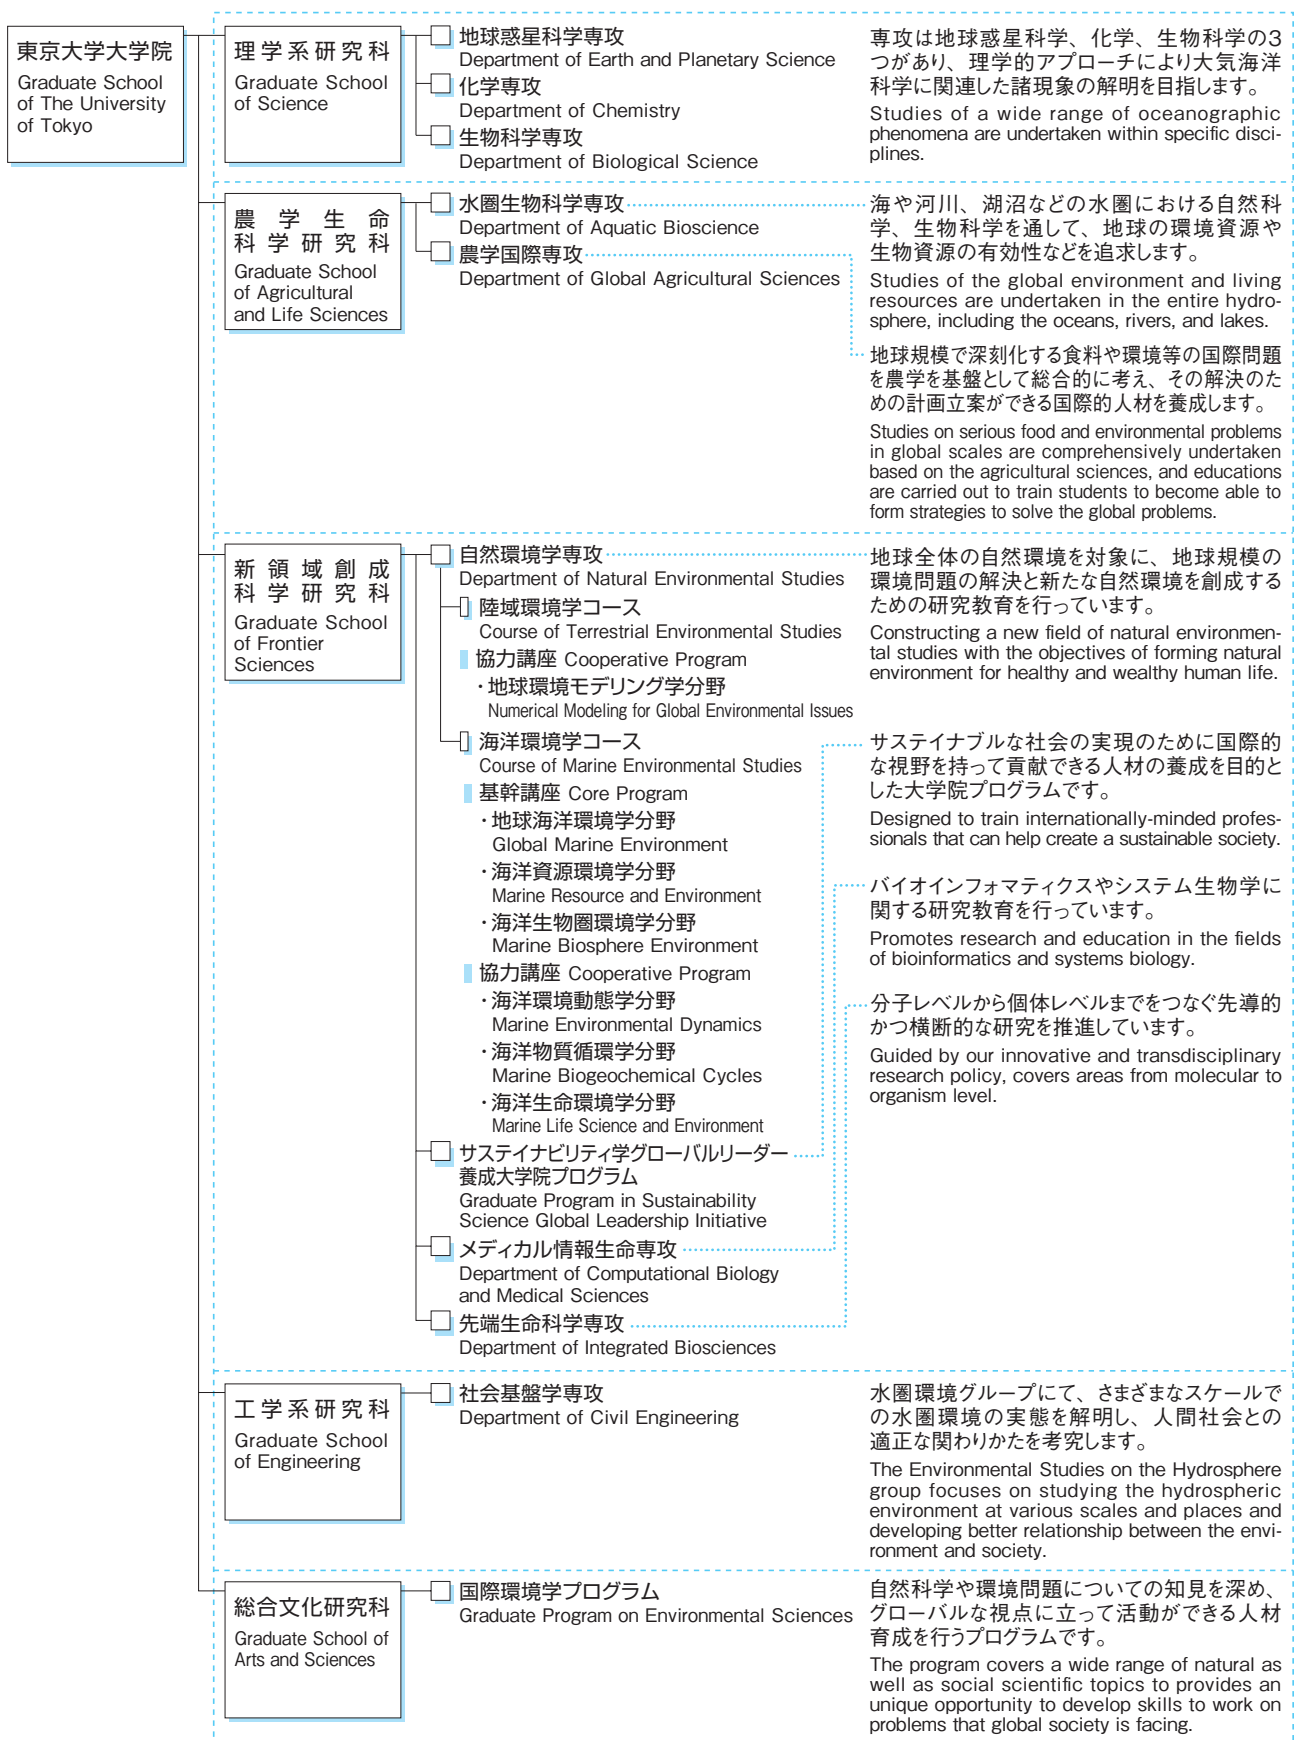 東京大学大学院
Graduate School
of The University
of Tokyo
理学系研究科
Graduate School
of Science
地球惑星科学専攻
Department of Earth and Planetary Science
化学専攻
Department of Chemistry
生物科学専攻
Department of Biological Science
専攻は地球惑星科学、化学、生物科学の3
つがあり、理学的アプローチにより大気海洋
科学に関連した諸現象の解明を目指します。
Studies of a wide range of oceanographic
phenomena are undertaken within specific disci-
plines.
農学生命
科学研究科
Graduate School
of Agricultural
and Life Sciences
水圏生物科学専攻
Department of Aquatic Bioscience
農学国際専攻
Department of Global Agricultural Sciences
海や河川、湖沼などの水圏における自然科
学、生物科学を通して、地球の環境資源や
生物資源の有効性などを追求します。
Studies of the global environment and living
resources are undertaken in the entire hydro-
sphere, including the oceans, rivers, and lakes.
地球規模で深刻化する食料や環境等の国際問題
を農学を基盤として総合的に考え、その解決のた
めの計画立案ができる国際的人材を養成します。
Studies on serious food and environmental problems
in global scales are comprehensively undertaken
based on the agricultural sciences, and educations
are carried out to train students to become able to
form strategies to solve the global problems.
新領域創成
科学研究科
Graduate School
of Frontier
Sciences
自然環境学専攻
Department of Natural Environmental Studies
陸域環境学コース
Course of Terrestrial Environmental Studies
協力講座 Cooperative Program
・地球環境モデリング学分野
Numerical Modeling for Global Environmental Issues
海洋環境学コース
Course of Marine Environmental Studies
基幹講座 Core Program
・地球海洋環境学分野
Global Marine Environment
・海洋資源環境学分野
Marine Resource and Environment
・海洋生物圏環境学分野
Marine Biosphere Environment
協力講座 Cooperative Program
・海洋環境動態学分野
Marine Environmental Dynamics
・海洋物質循環学分野
Marine Biogeochemical Cycles
・海洋生命環境学分野
Marine Life Science and Environment
サステイナビリティ学グローバルリーダー
養成大学院プログラム
Graduate Program in Sustainability
Science Global Leadership Initiative
メディカル情報生命専攻
Department of Computational Biology
and Medical Sciences
先端生命科学専攻
Department of Integrated Biosciences
地球全体の自然環境を対象に、地球規模の
環境問題の解決と新たな自然環境を創成する
ための研究教育を行っています。
Constructing a new field of natural environmen-
tal studies with the objectives of forming natural
environment for healthy and wealthy human life.
サステイナブルな社会の実現のために国際的
な視野を持って貢献できる人材の養成を目的と
した大学院プログラムです。
Designed to train internationally-minded profes-
sionals that can help create a sustainable society.
バイオインフォマティクスやシステム生物学に
関する研究教育を行っています。
Promotes research and education in the fields
of bioinformatics and systems biology.
分子レベルから個体レベルまでをつなぐ先導的
かつ横断的な研究を推進しています。
Guided by our innovative and transdisciplinary
research policy, covers areas from molecular to
organism level.
工学系研究科
Graduate School
of Engineering
社会基盤学専攻
Department of Civil Engineering
水圏環境グループにて、さまざまなスケールで
の水圏環境の実態を解明し、人間社会との
適正な関わりかたを考究します。
The Environmental Studies on the Hydrosphere
group focuses on studying the hydrospheric
environment at various scales and places and
developing better relationship between the envi-
ronment and society.
総合文化研究科
Graduate School of
Arts and Sciences
国際環境学プログラム
Graduate Program on Environmental Sciences
自然科学や環境問題についての知見を深め、
グローバルな視点に立って活動ができる人材
育成を行うプログラムです。
The program covers a wide range of natural as
well as social scientific topics to provides an
unique opportunity to develop skills to work on
problems that global society is facing.